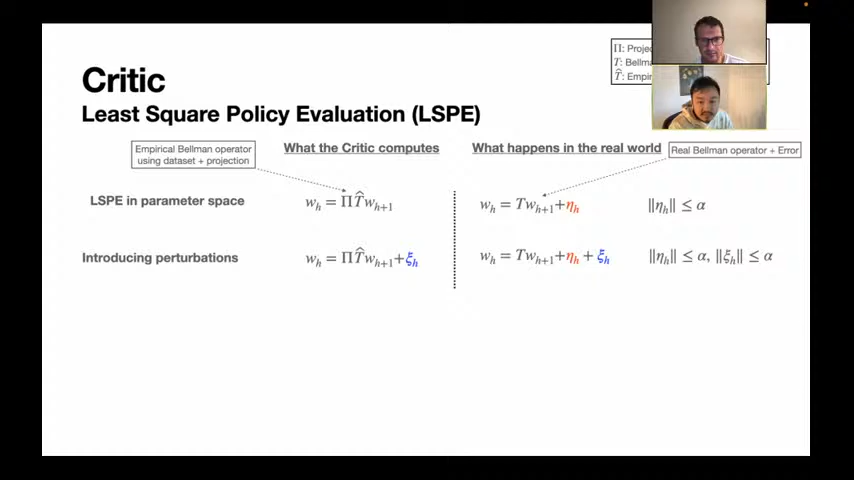 Π: Projec
T: Bellma
T̂: Empir
Critic
Least Square Policy Evaluation (LSPE)
Empirical Bellman operator
using dataset + projection
What the Critic computes
What happens in the real world
Real Bellman operator + Error
LSPE in parameter space
w_h = ΠT̂w_{h+1}
w_h = Tw_{h+1}+η_h
‖η_h‖ ≤ α
Introducing perturbations
w_h = ΠT̂w_{h+1}+ξ_h
w_h = Tw_{h+1}+η_h + ξ_h
‖η_h‖ ≤ α, ‖ξ_h‖ ≤ α